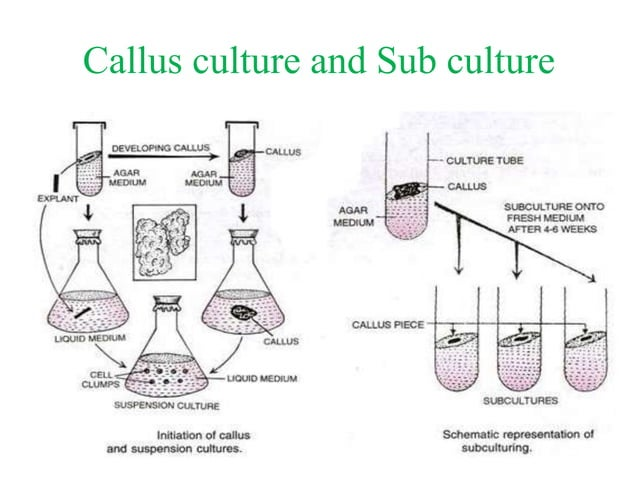 Callus culture and Sub culture
DEVELOPING CALLUS
CALLUS
AGAR
MEDIUM
AGAR
MEDIUM
EXPLANT
LIQUID MEDIUM
CALLUS
CELL
CLUMPS
LIQUID MEDIUM
SUSPENSION CULTURE
Initiation of callus
and suspension cultures.
CULTURE TUBE
CALLUS
AGAR
MEDIUM
SUBCULTURE ONTO
FRESH MEDIUM
AFTER 4-6 WEEKS
CALLUS PIECE
SUBCULTURES
Schematic representation of
subculturing.